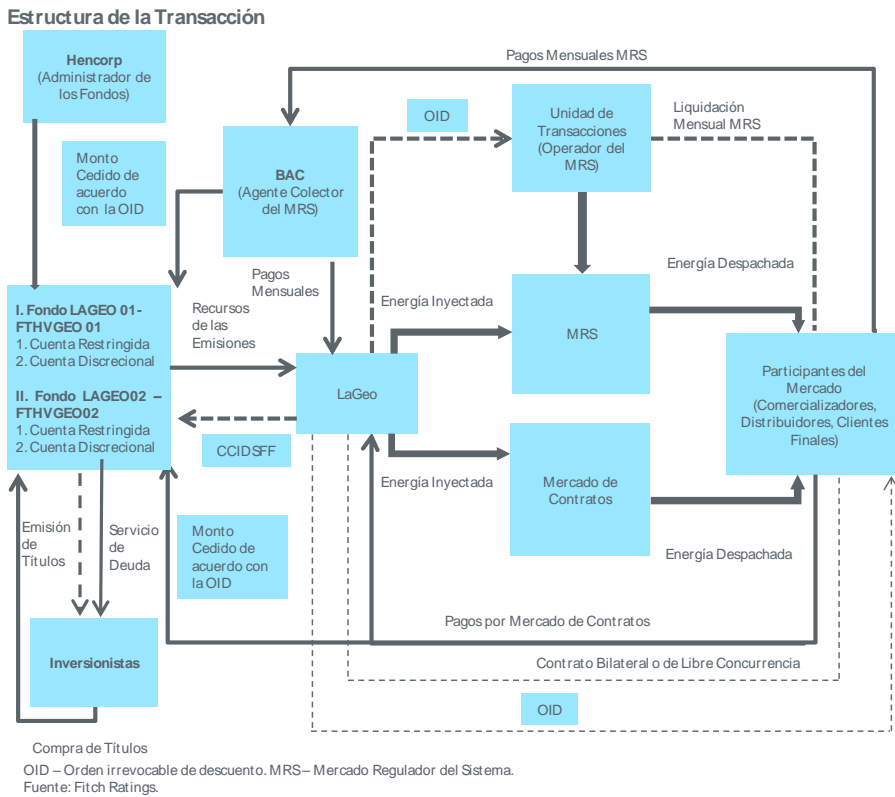 Estructura de la Transacción
Hencorp
(Administrador de
los Fondos)
Pagos Mensuales MRS
OID
Unidad de
Transacciones
(Operador del
MRS)
Liquidación
Mensual MRS
Monto
Cedido de
acuerdo
con la OID
BAC
(Agente Colector
del MRS)
Pagos
Mensuales
Energía Despachada
I. Fondo LAGEO 01-
FTHVGEO 01
1. Cuenta Restringida
2. Cuenta Discrecional
II. Fondo LAGEO02 –
FTHVGEO02
1. Cuenta Restringida
2. Cuenta Discrecional
Recursos
de las
Emisiones
Energía Inyectada
MRS
LaGeo
Participantes del
Mercado
(Comercializadores,
Distribuidores, Clientes
Finales)
CCIDSFF
Energía Inyectada
Mercado de
Contratos
Emisión
de
Títulos
Servicio
de
Deuda
Monto
Cedido de
acuerdo con
la OID
Energía Despachada
Pagos por Mercado de Contratos
Inversionistas
Contrato Bilateral o de Libre Concurrencia
OID
Compra de Títulos
OID – Orden irrevocable de descuento. MRS – Mercado Regulador del Sistema.
Fuente: Fitch Ratings.